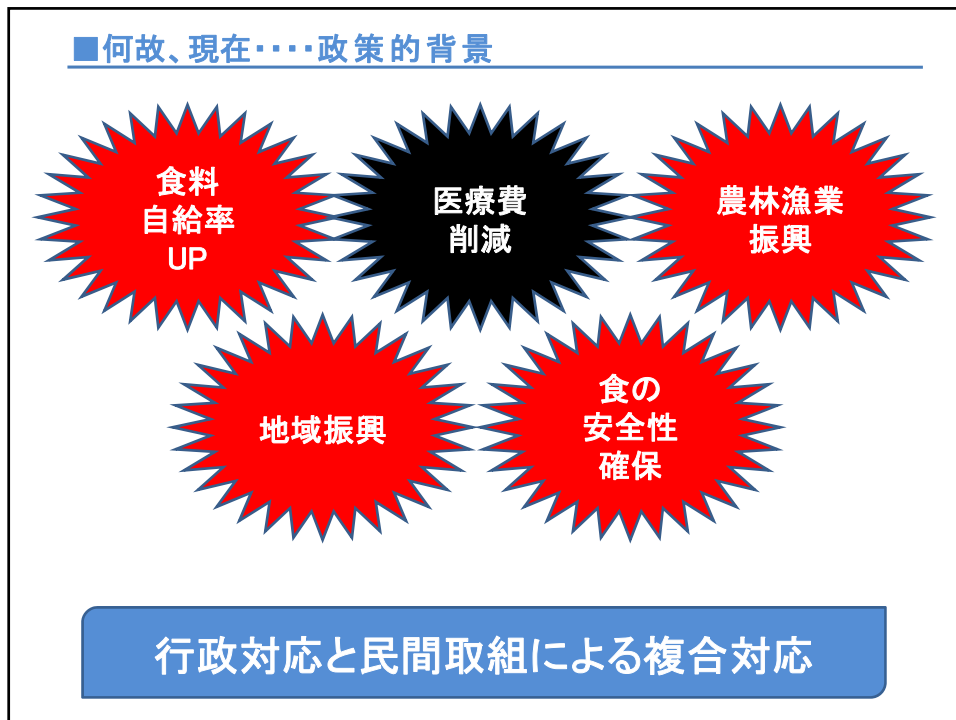 ■何故、現在・・・・政策的背景
食料
自給率
UP
医療費
削減
農林漁業
振興
地域振興
食の
安全性
確保
行政対応と民間取組による複合対応